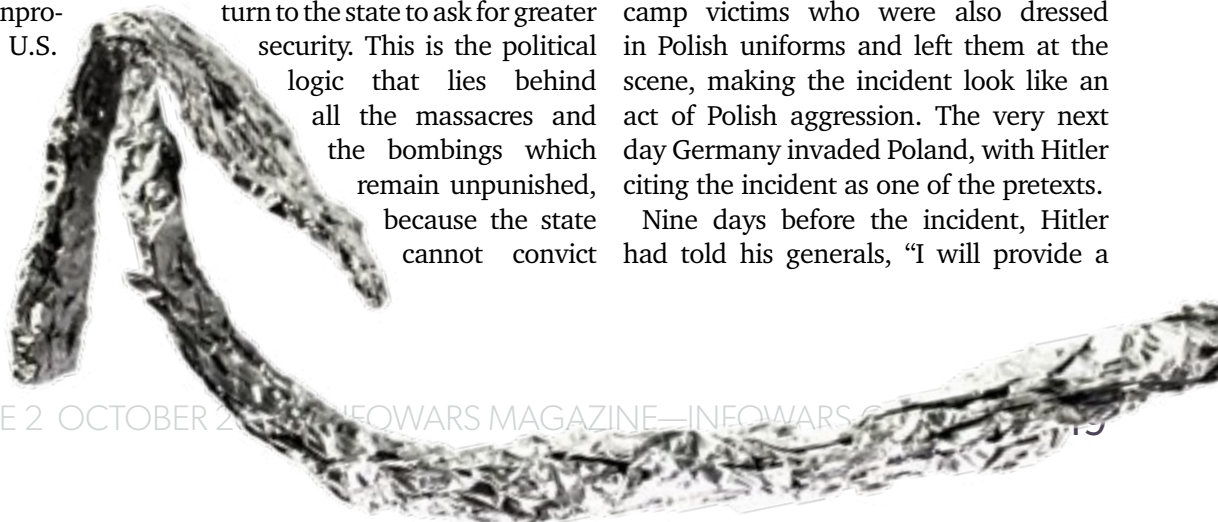 npro-
U.S.
turn to the state to ask for greater
security. This is the political
logic that lies behind
all the massacres and
the bombings which
remain unpunished,
because the state
cannot convict
camp victims who were also dressed
in Polish uniforms and left them at the
scene, making the incident look like an
act of Polish aggression. The very next
day Germany invaded Poland, with Hitler
citing the incident as one of the pretexts.
Nine days before the incident, Hitler
had told his generals, “I will provide a
E 2 OCTOBER INFOWARS MAGAZINE—INFOWARS